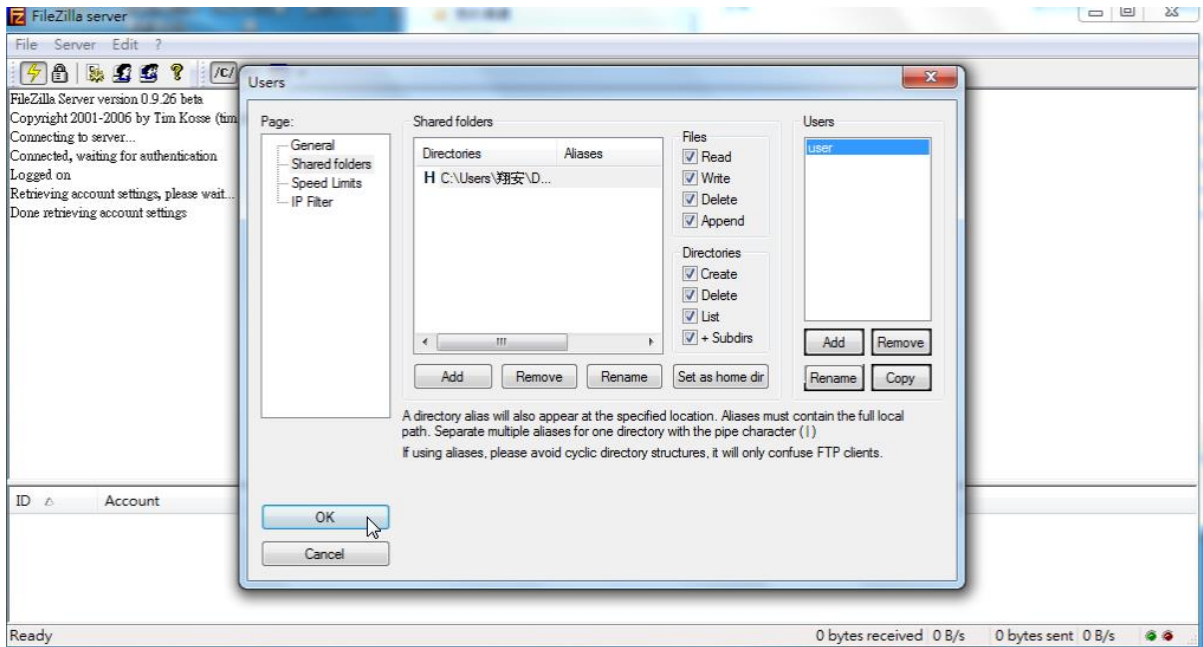 FileZilla server
File Server Edit ?
/C/
FileZilla Server version 0.9.26 beta
Copyright 2001-2006 by Tim Kosse (tim
Connecting to server...
Connected, waiting for authentication
Logged on
Retrieving account settings, please wait...
Done retrieving account settings
Users
Page:
General
Shared folders
Speed Limits
IP Filter
Shared folders
Directories Aliases
H C:\Users\翔安\D...
Files
Read
Write
Delete
Append
Directories
Create
Delete
List
+ Subdirs
Add Remove Rename Set as home dir
Users
user
Add Remove
Rename Copy
A directory alias will also appear at the specified location. Aliases must contain the full local
path. Separate multiple aliases for one directory with the pipe character (|)
If using aliases, please avoid cyclic directory structures, it will only confuse FTP clients.
OK
Cancel
ID Account
Ready 0 bytes received 0 B/s 0 bytes sent 0 B/s